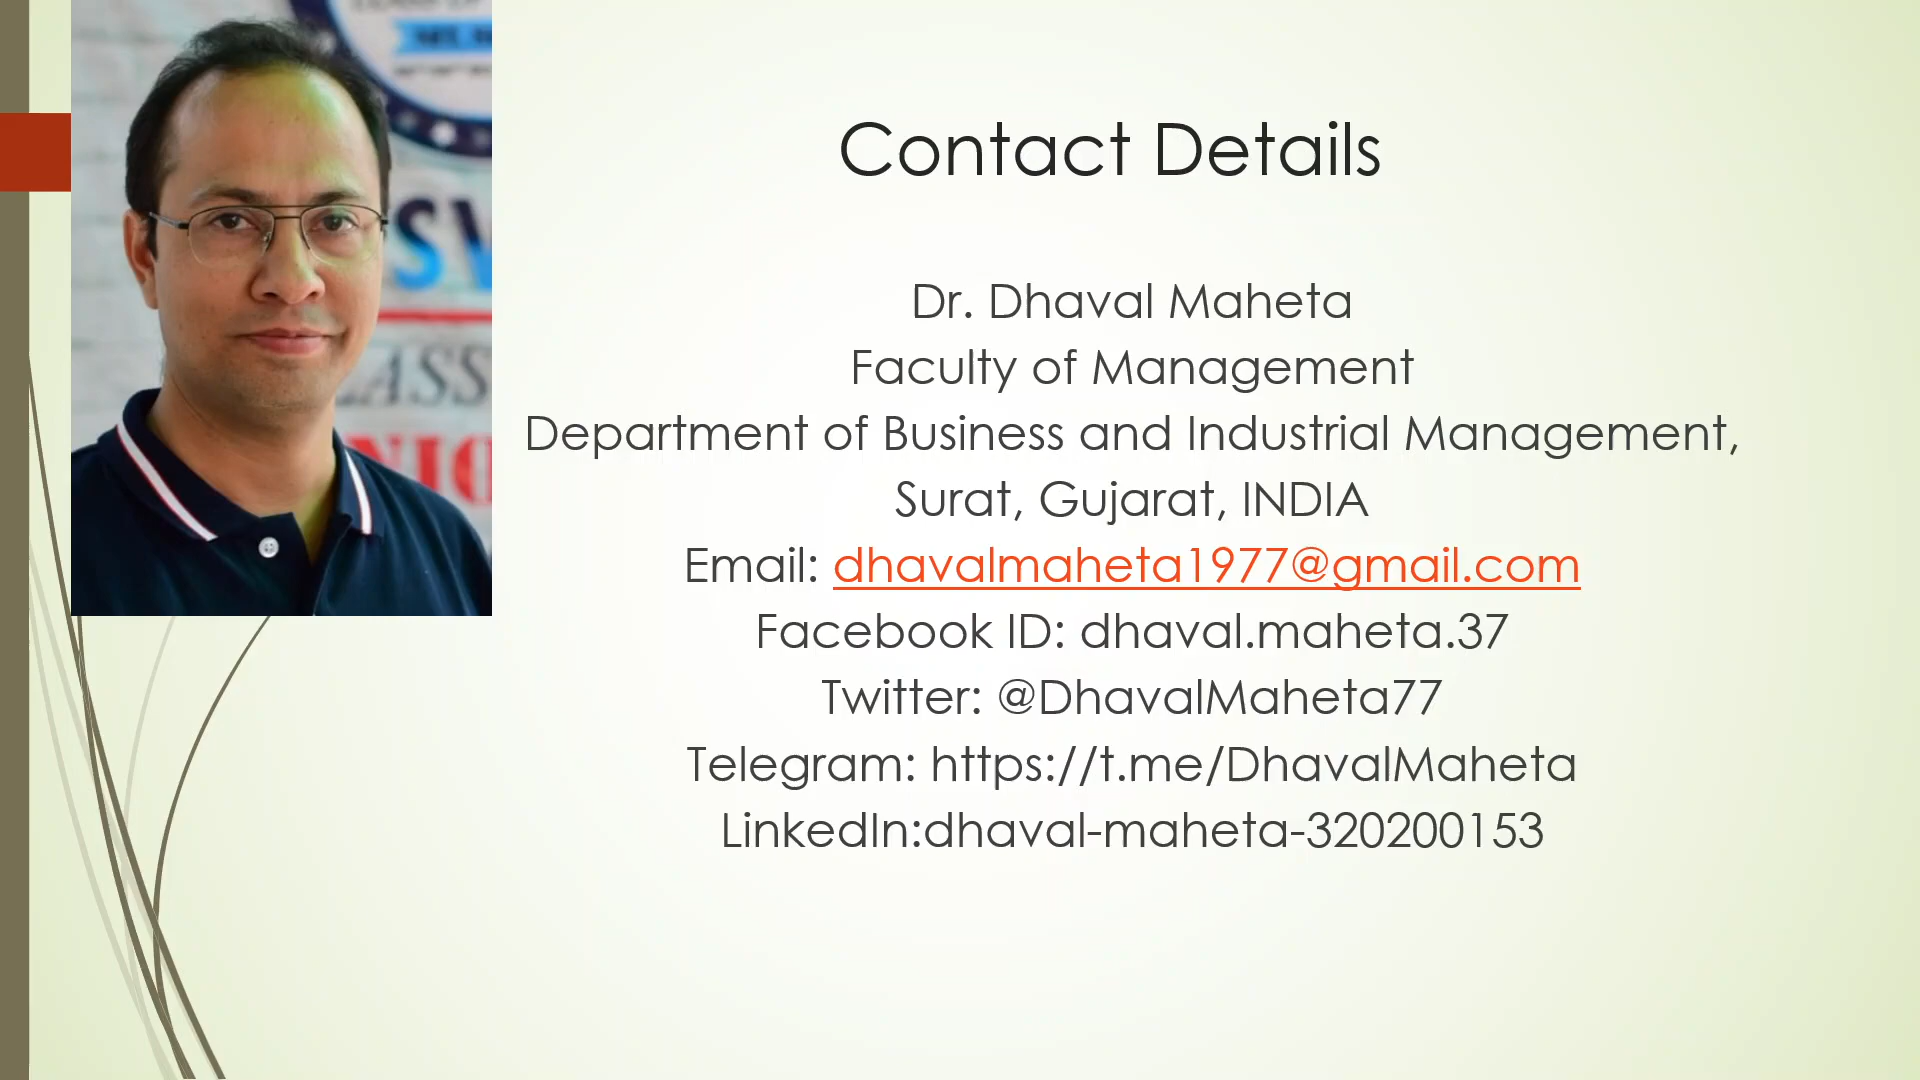 Contact Details
Dr. Dhaval Maheta
Faculty of Management
Department of Business and Industrial Management,
Surat, Gujarat, INDIA
Email: dhavalmaheta1977@gmail.com
Facebook ID: dhaval.maheta.37
Twitter: @DhavalMaheta77
Telegram: https://t.me/DhavalMaheta
LinkedIn:dhaval-maheta-320200153